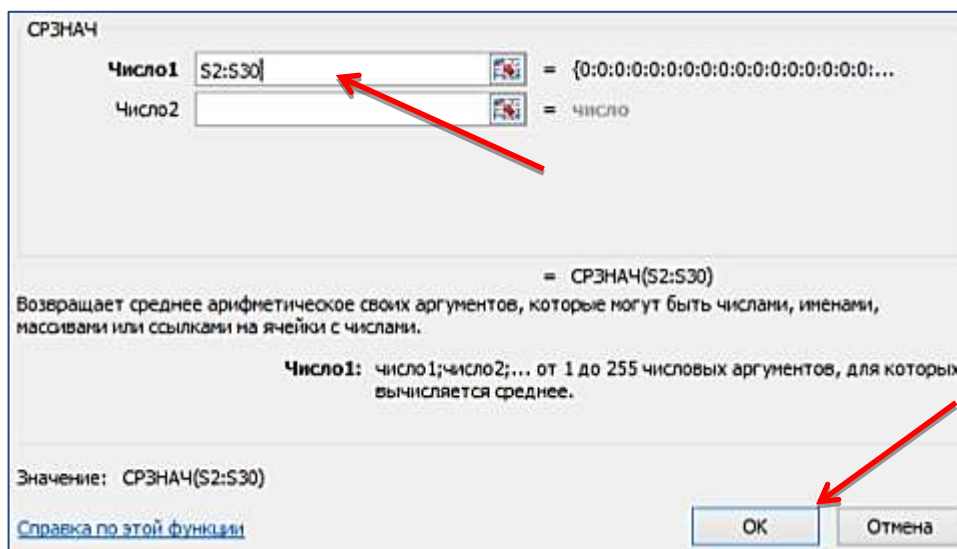 СРЗНАЧ
Число1 S2:S30 = {0:0:0:0:0:0:0:0:0:0:0:0:0:0:0:0:0:0:...
Число2 = число
= СРЗНАЧ(S2:S30)
Возвращает среднее арифметическое своих аргументов, которые могут быть числами, именами,
массивами или ссылками на ячейки с числами.
Число1: число1;число2;... от 1 до 255 числовых аргументов, для которых
вычисляется среднее.
Значение: СРЗНАЧ(S2:S30)
Справка по этой функции
ОК Отмена